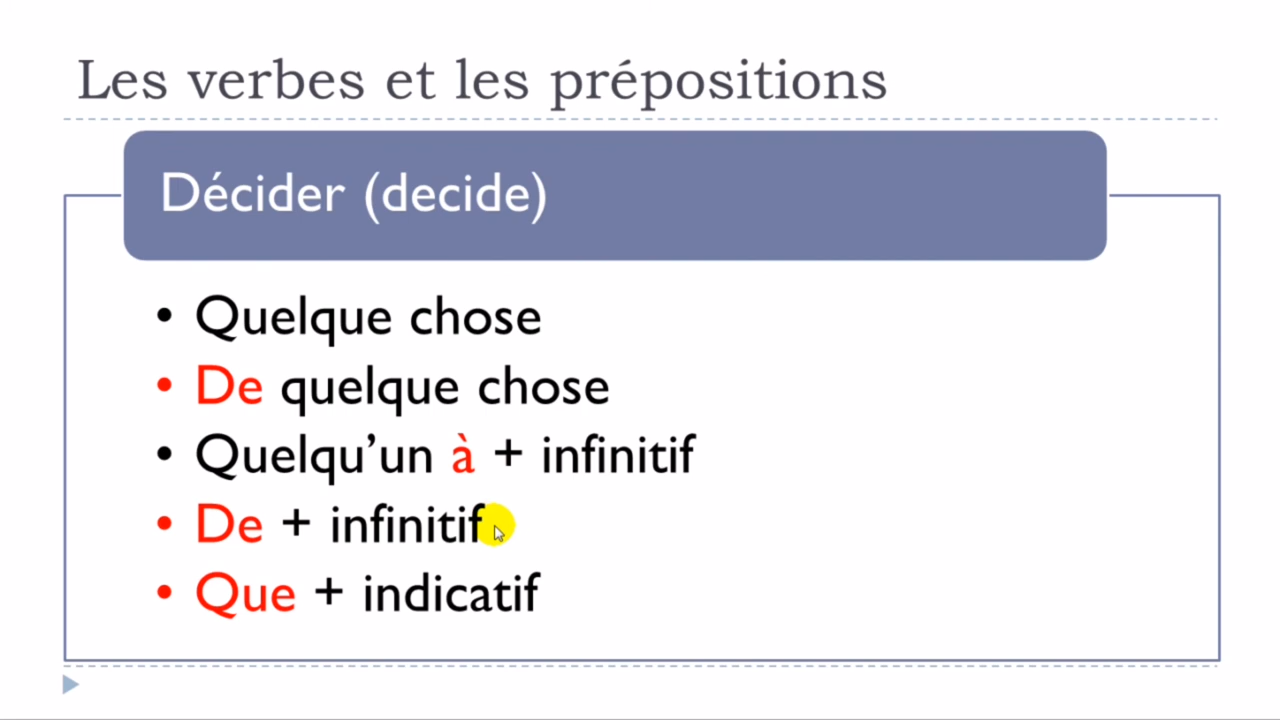 Les verbes et les prépositions
Décider (decide)
• Quelque chose
• De quelque chose
• Quelqu’un à + infinitif
• De + infinitif
• Que + indicatif